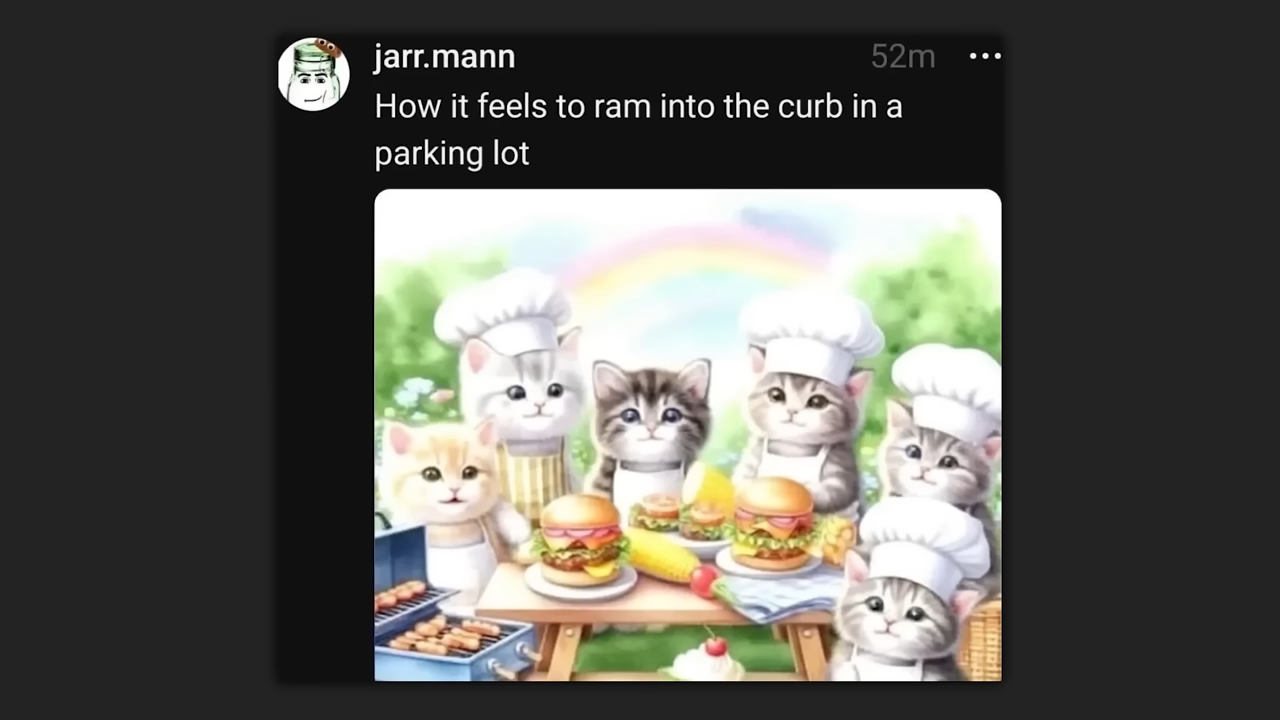 jarr.mann 52m
How it feels to ram into the curb in a
parking lot